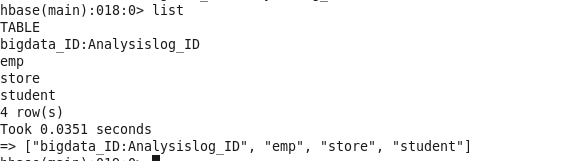 hbase(main):018:0> list
TABLE
bigdata_ID:Analysislog_ID
emp
store
student
4 row(s)
Took 0.0351 seconds
=> ["bigdata_ID:Analysislog_ID", "emp", "store", "student"]
hbase(main):019:0>